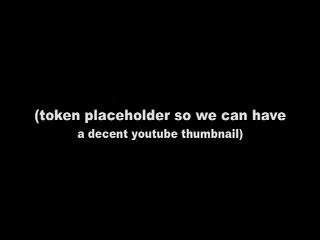 (token placeholder so we can have
a decent youtube thumbnail)